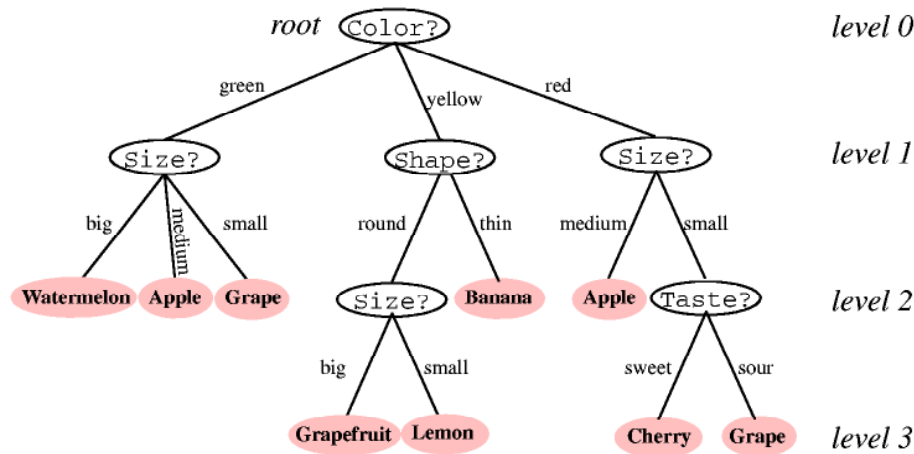 root Color? level 0
green yellow red
Size? Shape? Size? level 1
big medium small round thin medium small
Watermelon Apple Grape Size? Banana Apple Taste? level 2
big small sweet sour
Grapefruit Lemon Cherry Grape level 3